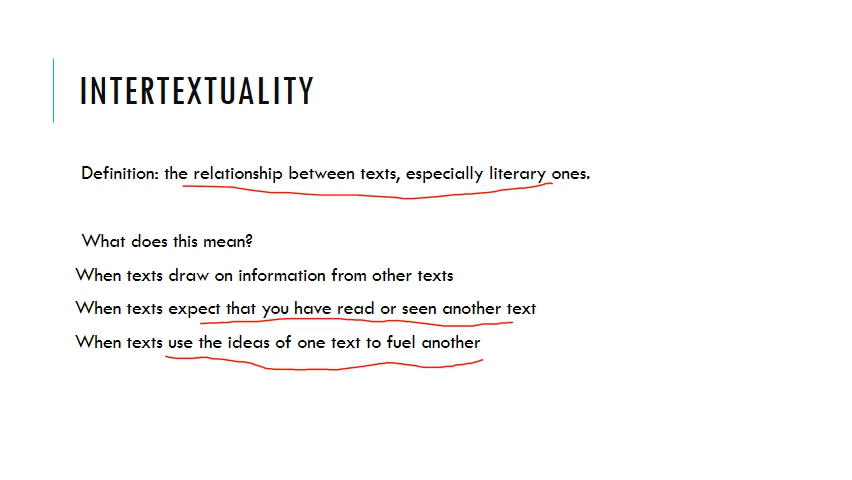 INTERTEXTUALITY
Definition: the relationship between texts, especially literary ones.
What does this mean?
When texts draw on information from other texts
When texts expect that you have read or seen another text
When texts use the ideas of one text to fuel another